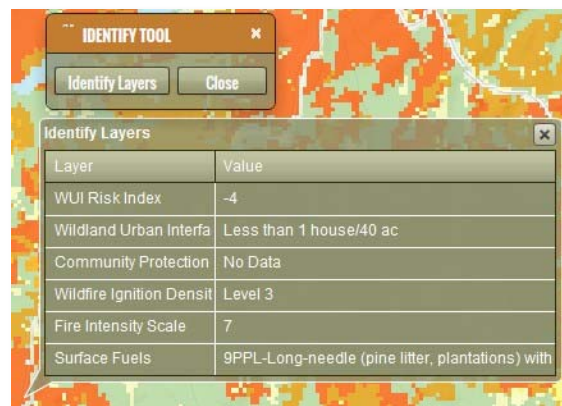 IDENTIFY TOOL ×
Identify Layers Close
Identify Layers ×
Layer Value
WUI Risk Index -4
Wildland Urban Interfa Less than 1 house/40 ac
Community Protection No Data
Wildfire Ignition Densit Level 3
Fire Intensity Scale 7
Surface Fuels 9PPL-Long-needle (pine litter, plantations) with